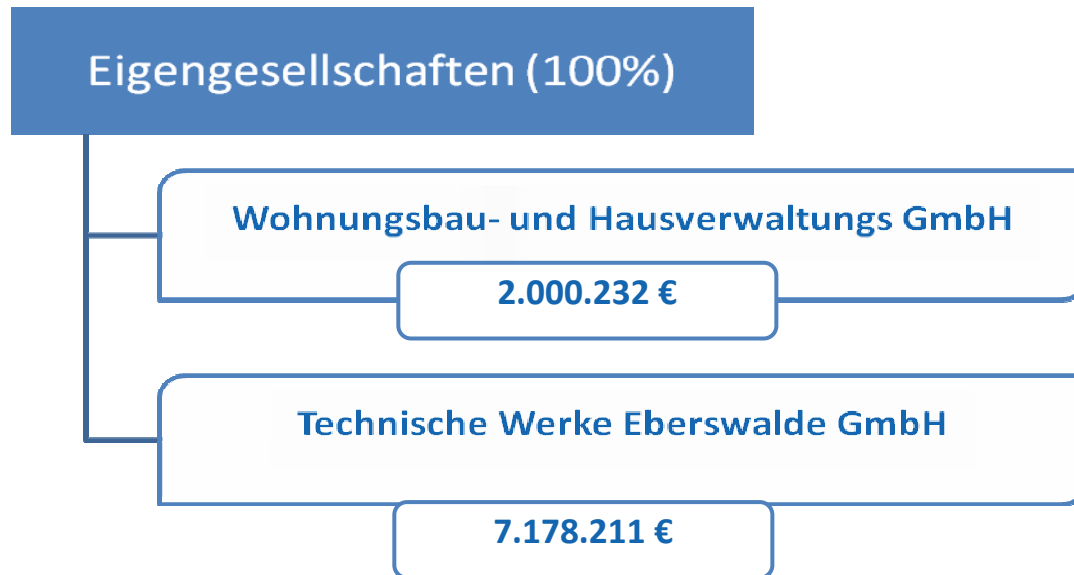 Eigengesellschaften (100%)
Wohnungsbau- und Hausverwaltungs GmbH
2.000.232 €
Technische Werke Eberswalde GmbH
7.178.211 €